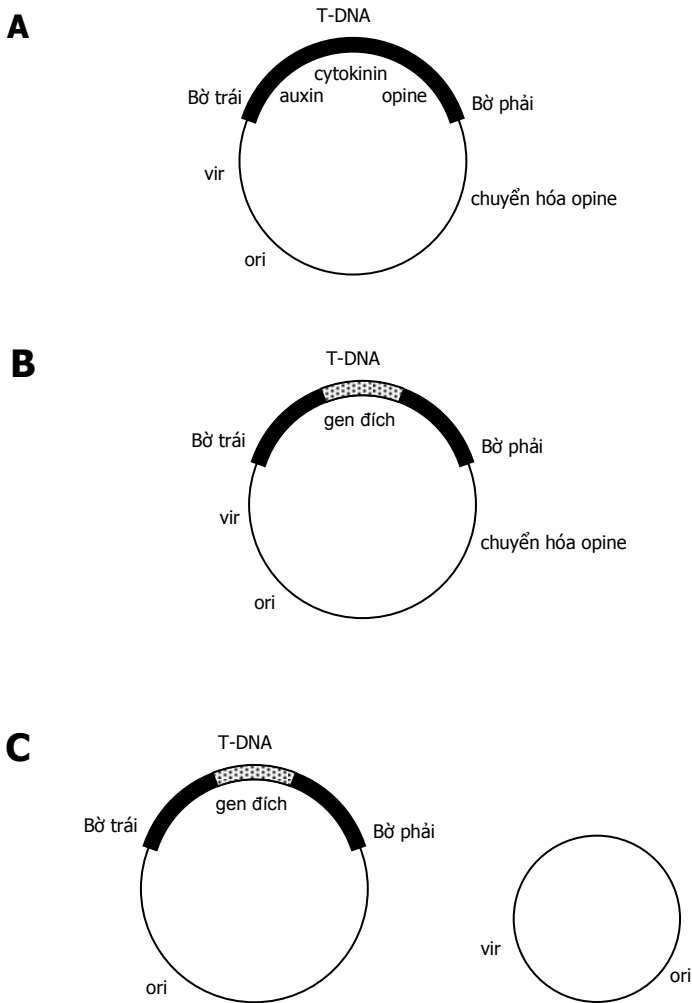 A
T-DNA
cytokinin
Bờ trái
auxin
opine
Bờ phải
vir
chuyển hóa opine
ori
B
T-DNA
gen đích
Bờ trái
Bờ phải
vir
chuyển hóa opine
ori
C
T-DNA
gen đích
Bờ trái
Bờ phải
vir
ori
ori